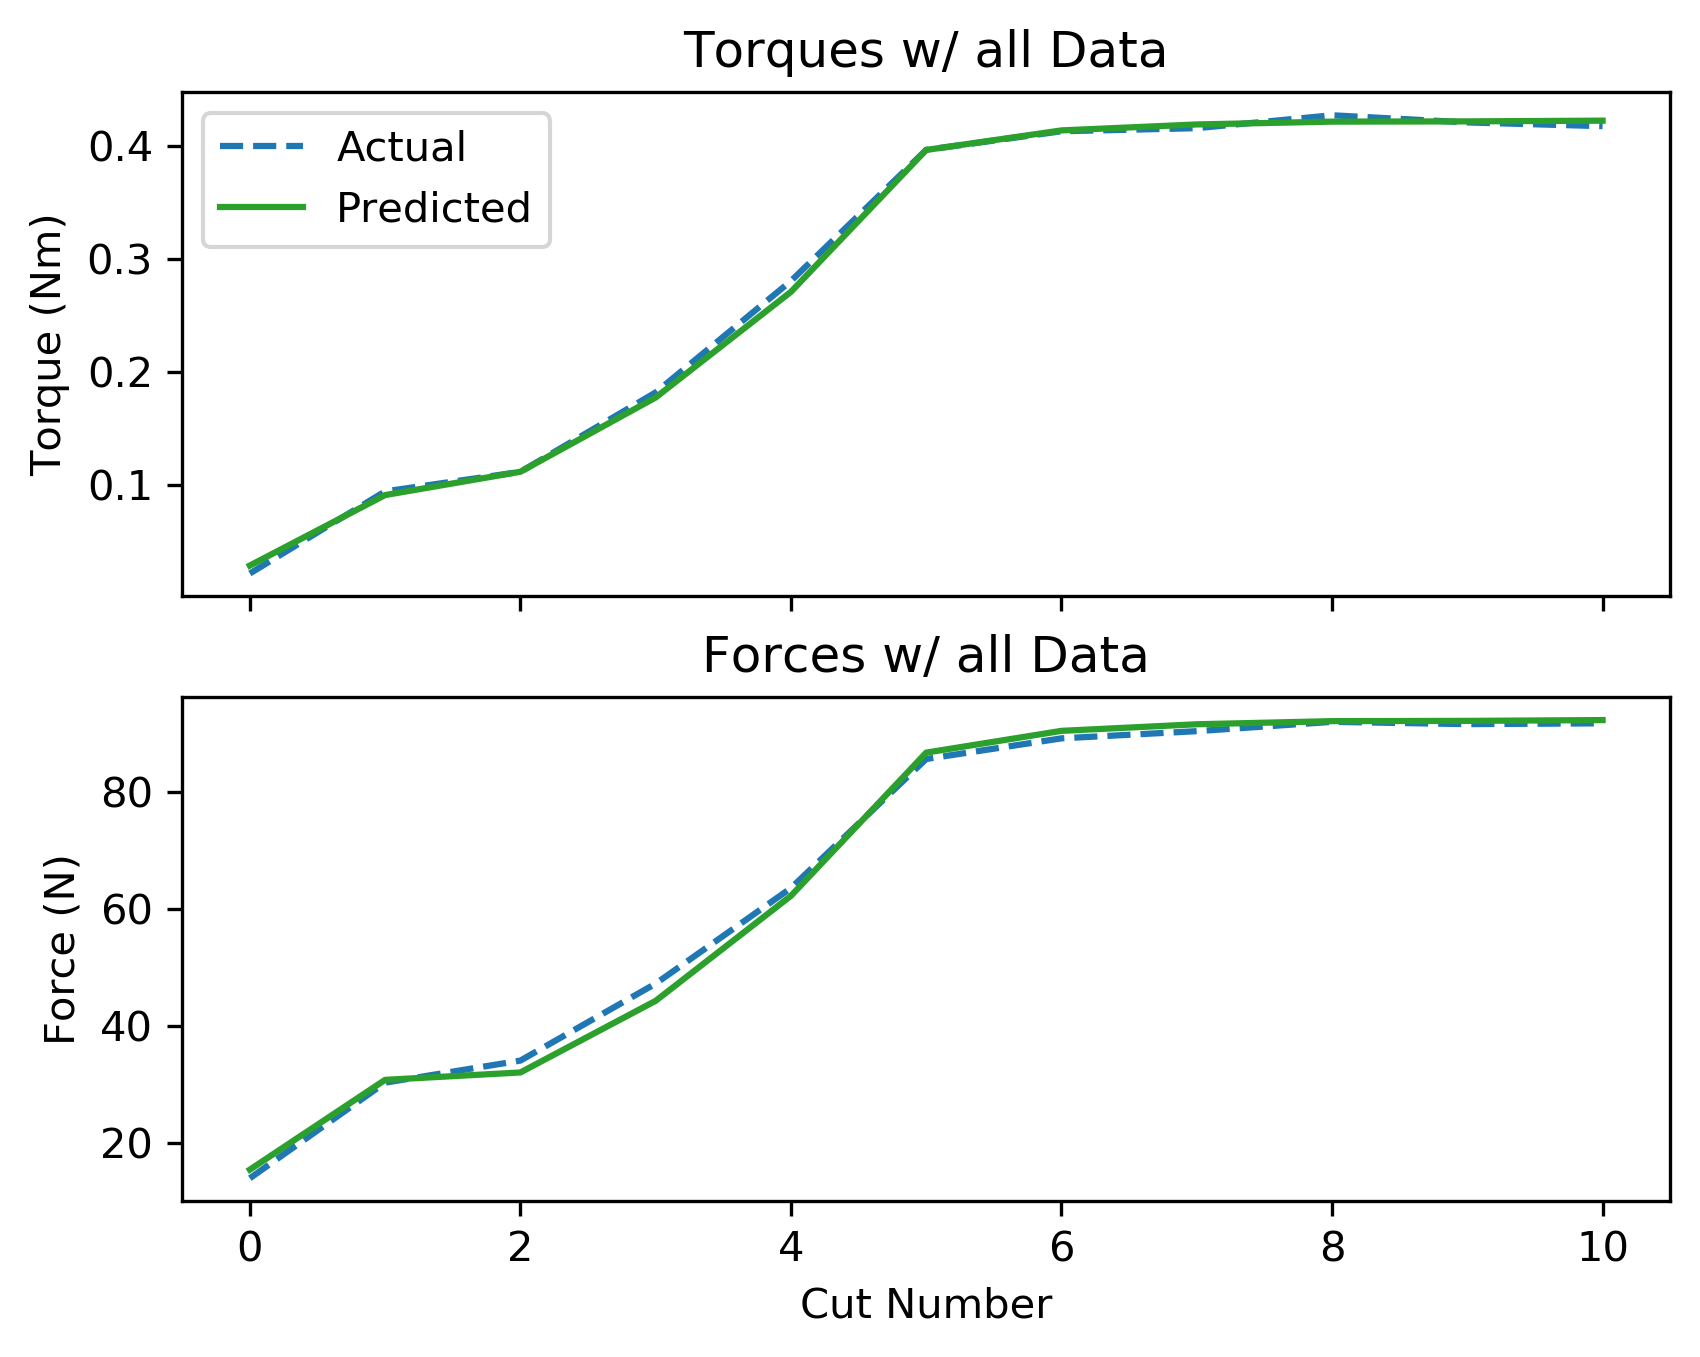 Torques w/ all Data
Actual
Predicted
0.4
0.3
0.2
0.1
Torque (Nm)
Forces w/ all Data
80
60
40
20
Force (N)
0 2 4 6 8 10
Cut Number